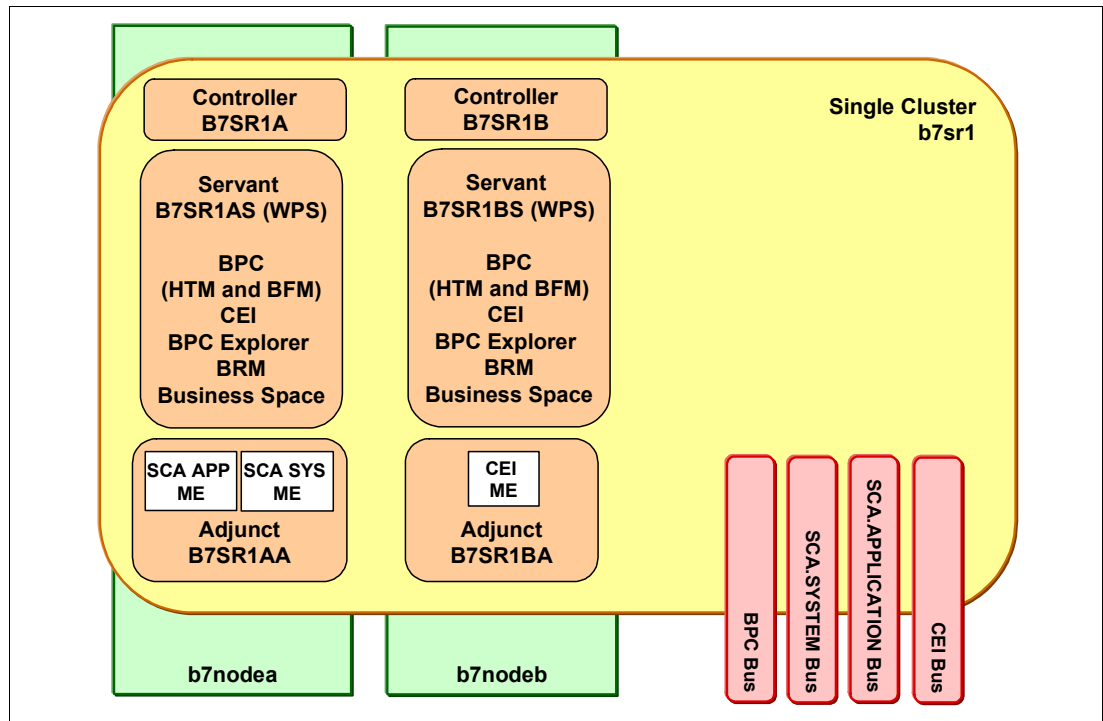 Controller
B7SR1A
Controller
B7SR1B
Single Cluster
b7sr1
Servant
B7SR1AS (WPS)
BPC
(HTM and BFM)
CEI
BPC Explorer
BRM
Business Space
Servant
B7SR1BS (WPS)
BPC
(HTM and BFM)
CEI
BPC Explorer
BRM
Business Space
SCA APP
ME
SCA SYS
ME
Adjunct
B7SR1AA
CEI
ME
Adjunct
B7SR1BA
BPC Bus
SCA.SYSTEM Bus
SCA.APPLICATION Bus
CEI Bus
b7nodea
b7nodeb